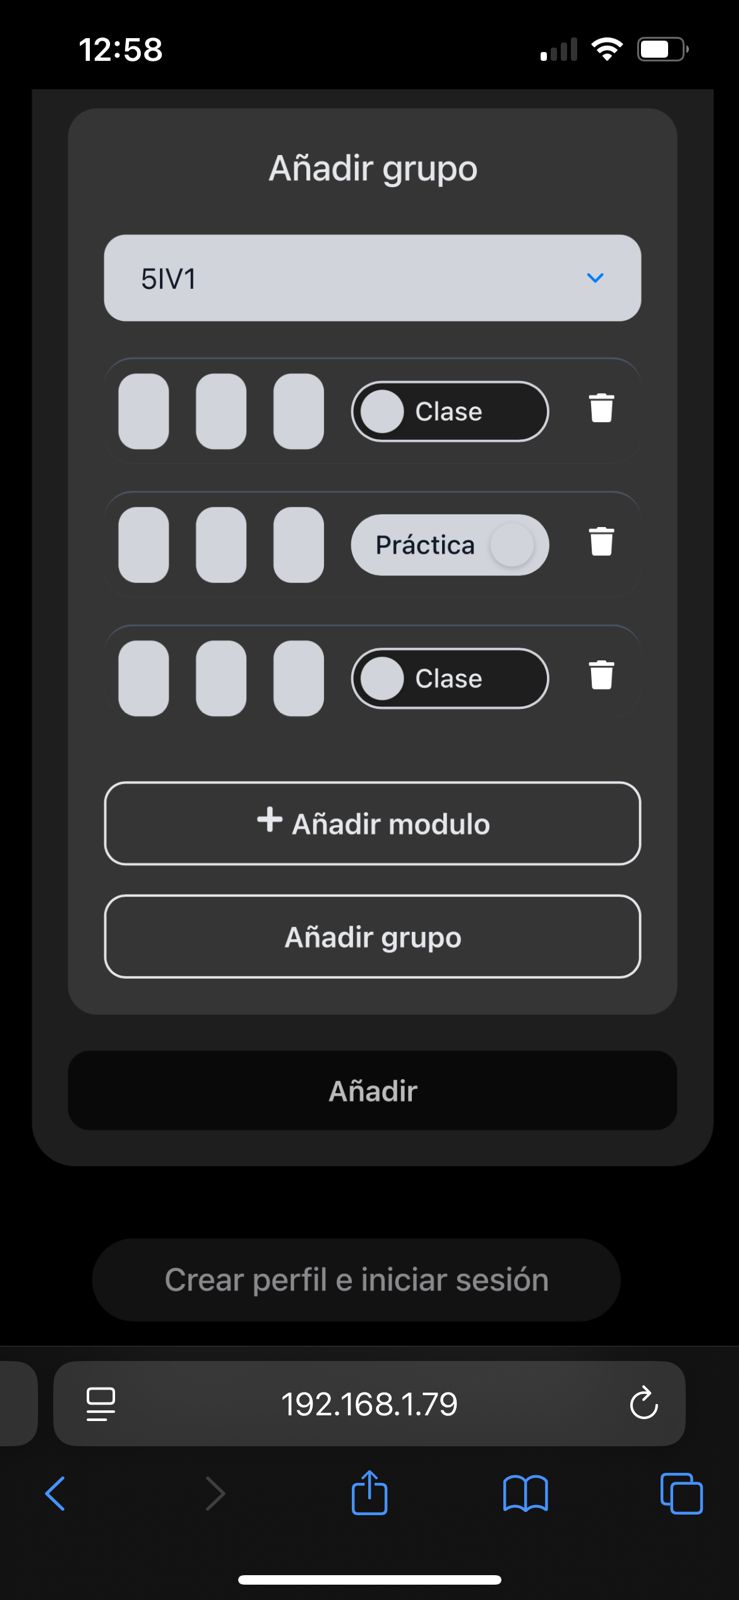 12:58
Añadir grupo
5IV1
Clase
Práctica
Clase
+ Añadir modulo
Añadir grupo
Añadir
Crear perfil e iniciar sesión
192.168.1.79